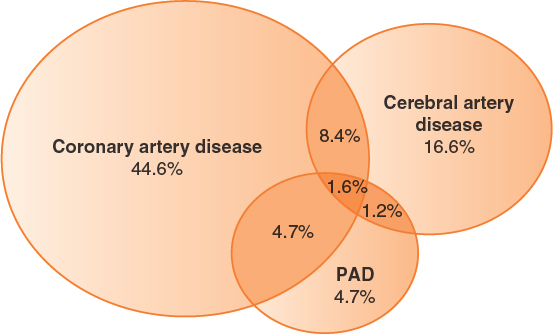 Coronary artery disease
44.6%
8.4%
Cerebral artery
disease
16.6%
1.6%
1.2%
4.7%
PAD
4.7%